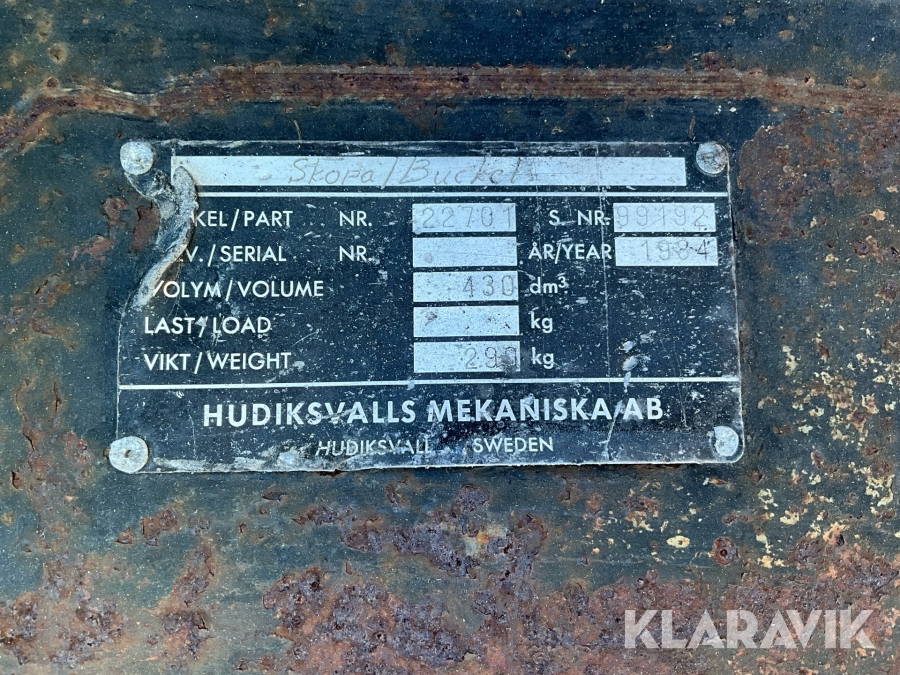 Skopa/Bucket
KEL/PART NR. 22701 S. NR. 99192
V./SERIAL NR. ÅR/YEAR 1984
VOLYM/VOLUME 430 dm³
LAST/LOAD kg
VIKT/WEIGHT 290 kg
HUDIKSVALLS MEKANISKA AB
HUDIKSVALL SWEDEN
KLARAVIK